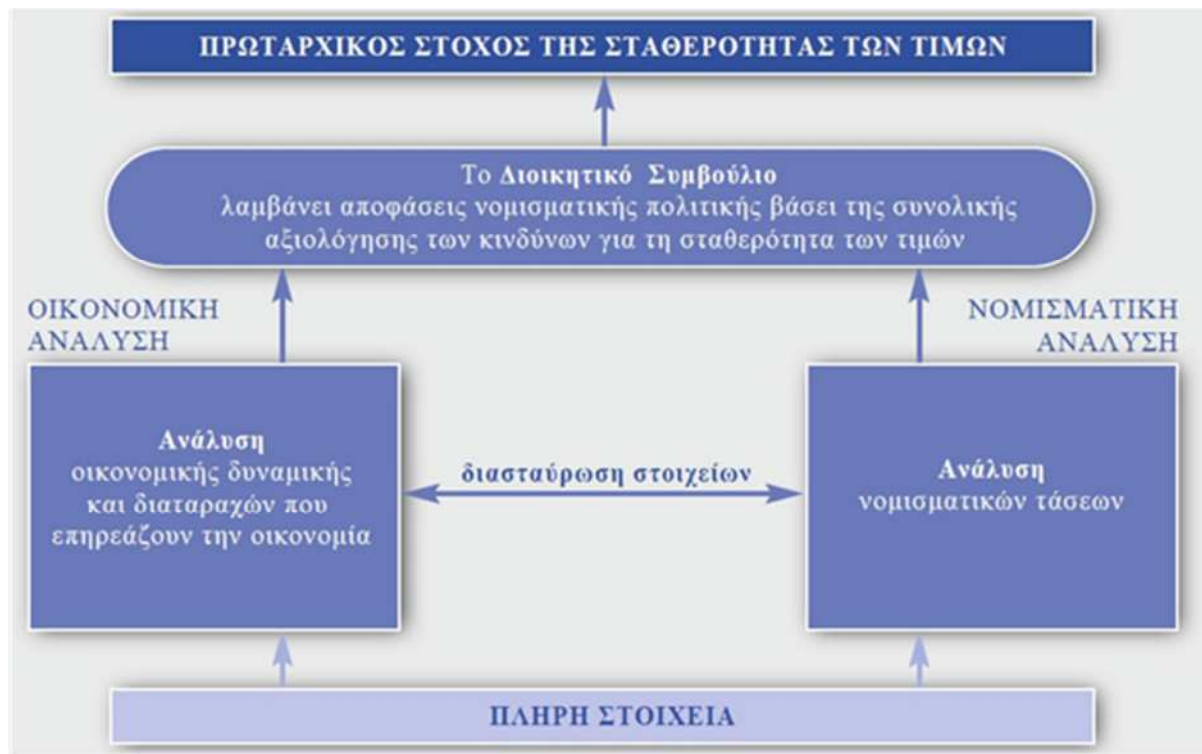 ΠΡΩΤΑΡΧΙΚΟΣ ΣΤΟΧΟΣ ΤΗΣ ΣΤΑΘΕΡΟΤΗΤΑΣ ΤΩΝ ΤΙΜΩΝ
Το Διοικητικό Συμβούλιο
λαμβάνει αποφάσεις νομισματικής πολιτικής βάσει της συνολικής
αξιολόγησης των κινδύνων για τη σταθερότητα των τιμών
ΟΙΚΟΝΟΜΙΚΗ
ΑΝΑΛΥΣΗ
ΝΟΜΙΣΜΑΤΙΚΗ
ΑΝΑΛΥΣΗ
Ανάλυση
οικονομικής δυναμικής
και διαταραχών που
επηρεάζουν την οικονομία
διασταύρωση στοιχείων
Ανάλυση
νομισματικών τάσεων
ΠΛΗΡΗ ΣΤΟΙΧΕΙΑ